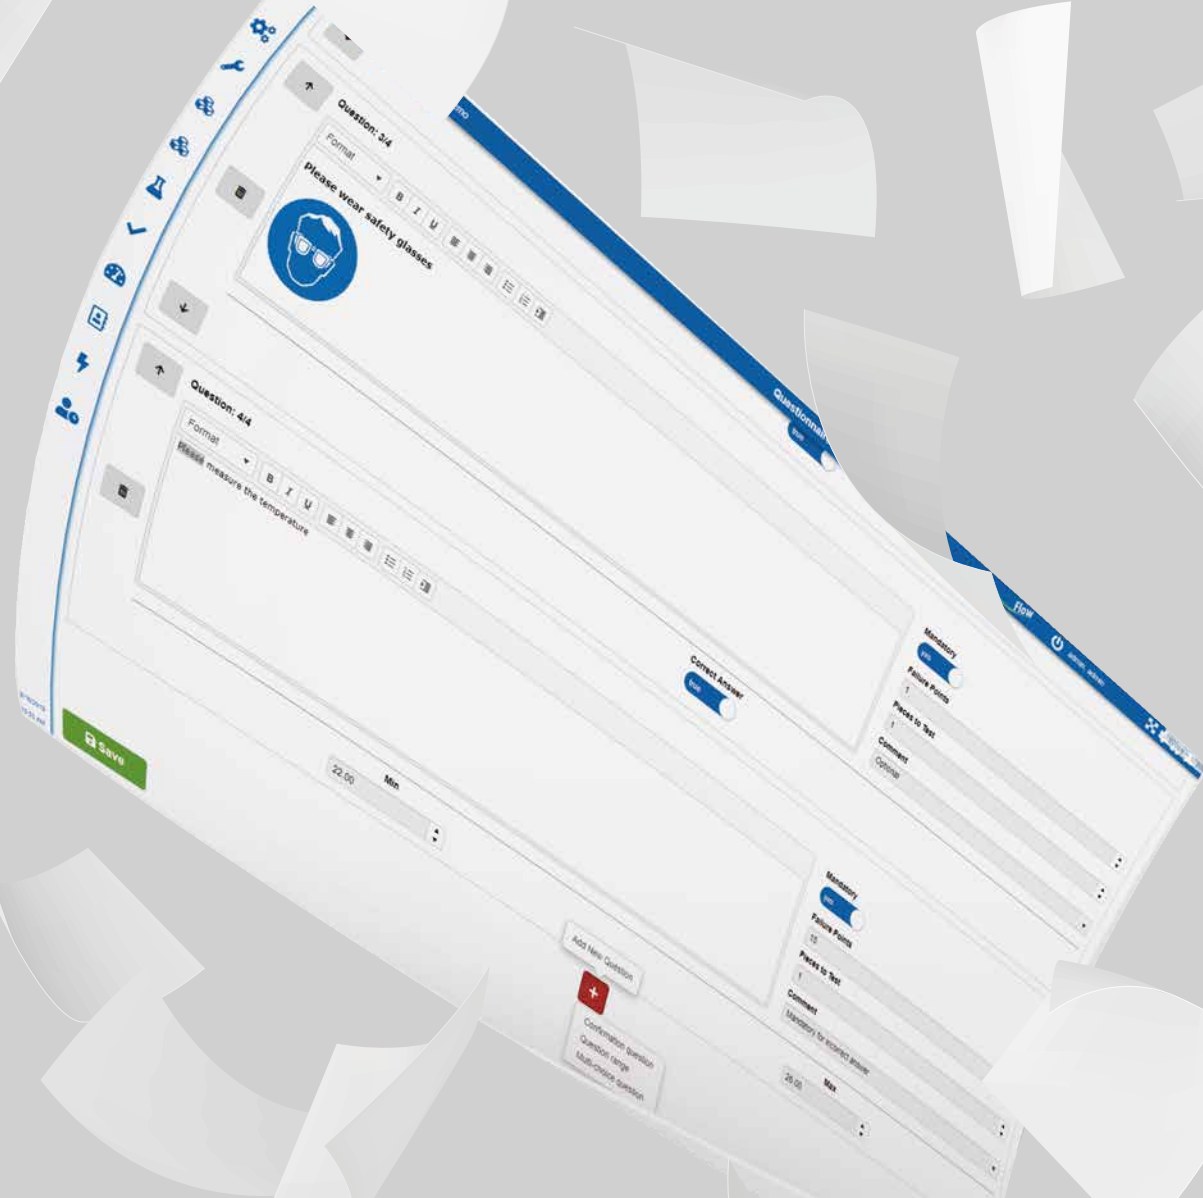 Questionnai
true
Flow
admin, admin
Question: 3/4
Format
B I U
Please wear safety glasses
Correct Answer
true
Mandatory
yes
Failure Points
1
Pieces to Test
1
Comment
Optional
Question: 4/4
Format
B I U
Please measure the temperature
Min
22.00
Max
26.00
Mandatory
yes
Failure Points
10
Pieces to Test
1
Comment
Mandatory for incorrect answer
Add New Question
+
Confirmation question
Question range
Multi-choice question
Save